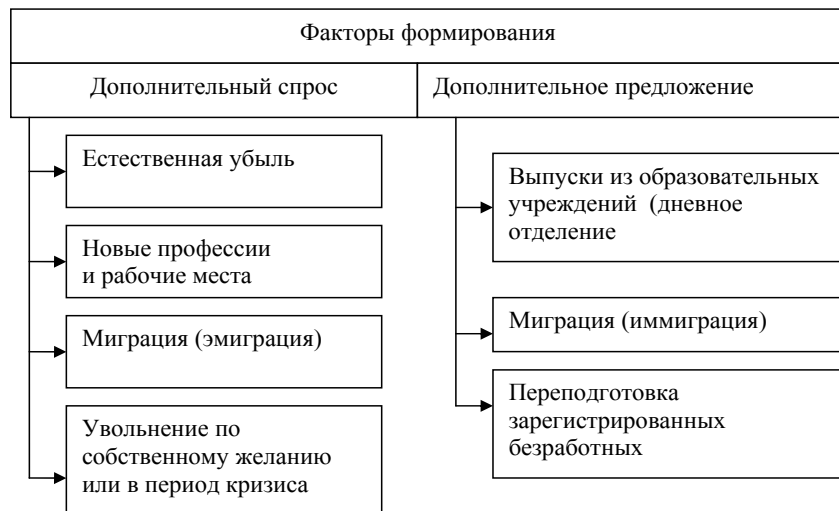 Факторы формирования
Дополнительный спрос
Дополнительное предложение
Естественная убыль
Новые профессии
и рабочие места
Миграция (эмиграция)
Увольнение по
собственному желанию
или в период кризиса
Выпуски из образовательных
учреждений (дневное
отделение
Миграция (иммиграция)
Переподготовка
зарегистрированных
безработных